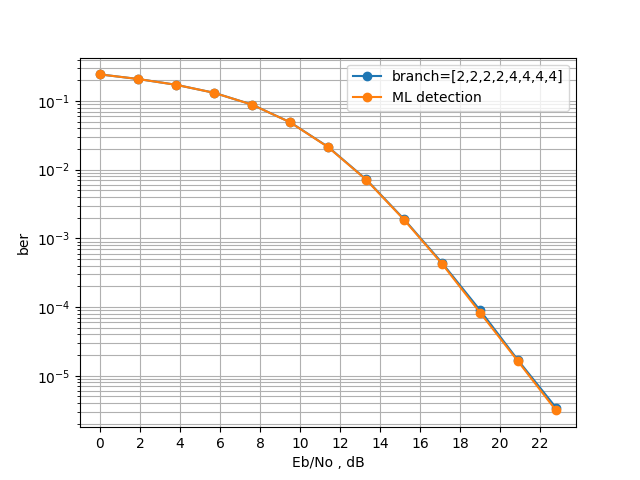 branch=[2,2,2,2,4,4,4,4]
ML detection
10^-1
10^-2
10^-3
10^-4
10^-5
ber
0 2 4 6 8 10 12 14 16 18 20 22
Eb/No , dB